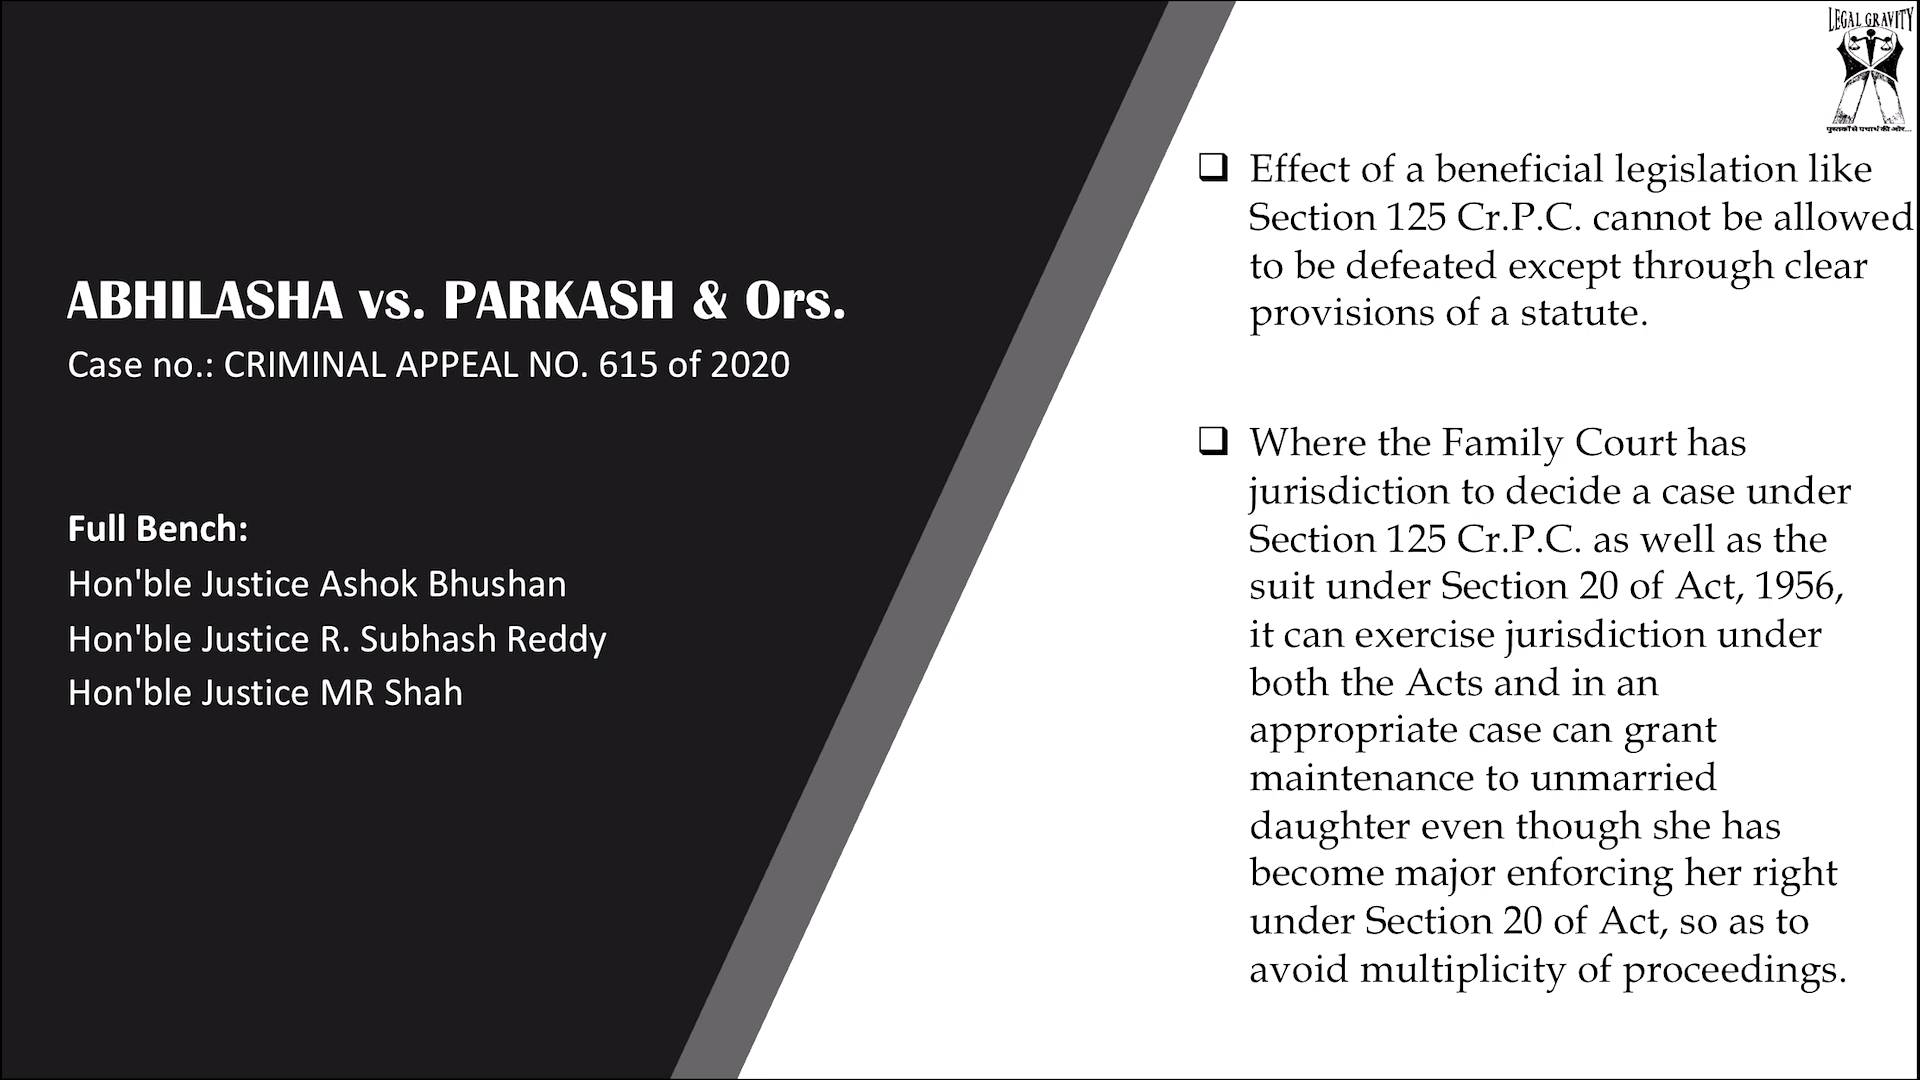 ABHILASHA vs. PARKASH & Ors.
Case no.: CRIMINAL APPEAL NO. 615 of 2020
Full Bench:
Hon'ble Justice Ashok Bhushan
Hon'ble Justice R. Subhash Reddy
Hon'ble Justice MR Shah
LEGAL GRAVITY
पुस्तकों से यथार्थ की ओर...
Effect of a beneficial legislation like
Section 125 Cr.P.C. cannot be allowed
to be defeated except through clear
provisions of a statute.
Where the Family Court has
jurisdiction to decide a case under
Section 125 Cr.P.C. as well as the
suit under Section 20 of Act, 1956,
it can exercise jurisdiction under
both the Acts and in an
appropriate case can grant
maintenance to unmarried
daughter even though she has
become major enforcing her right
under Section 20 of Act, so as to
avoid multiplicity of proceedings.